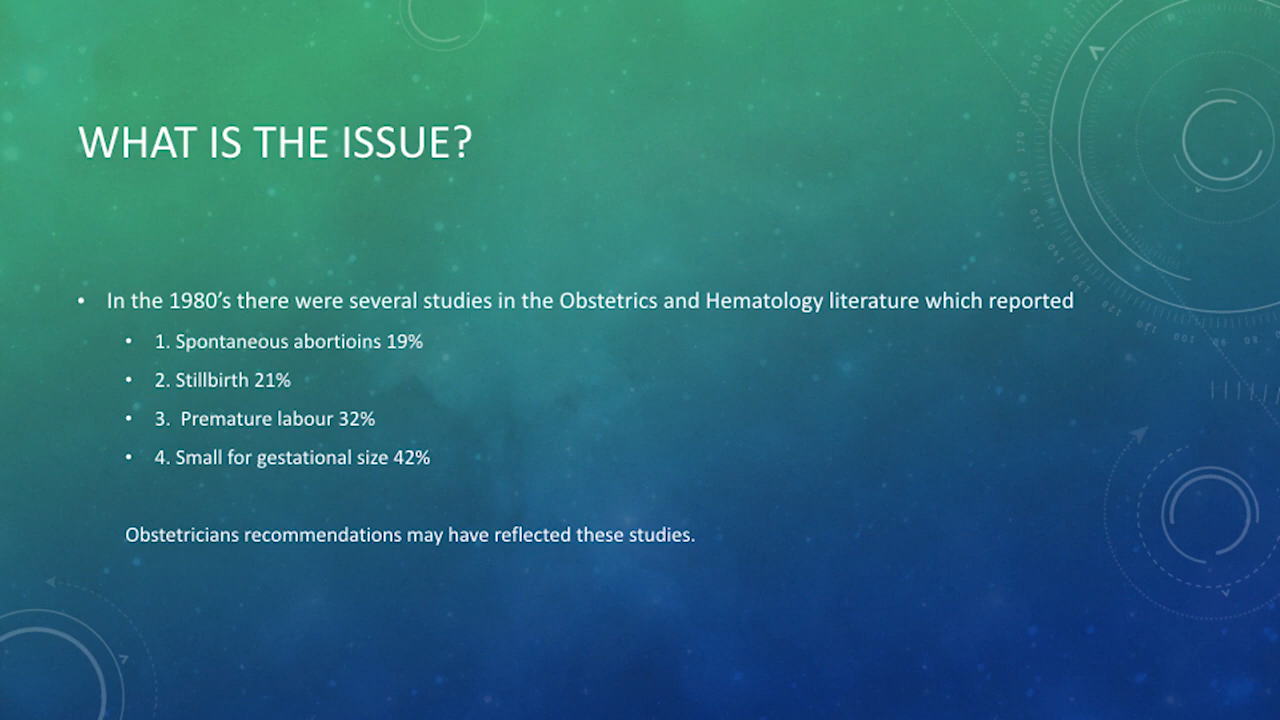 WHAT IS THE ISSUE?
• In the 1980’s there were several studies in the Obstetrics and Hematology literature which reported
• 1. Spontaneous abortioins 19%
• 2. Stillbirth 21%
• 3. Premature labour 32%
• 4. Small for gestational size 42%
Obstetricians recommendations may have reflected these studies.